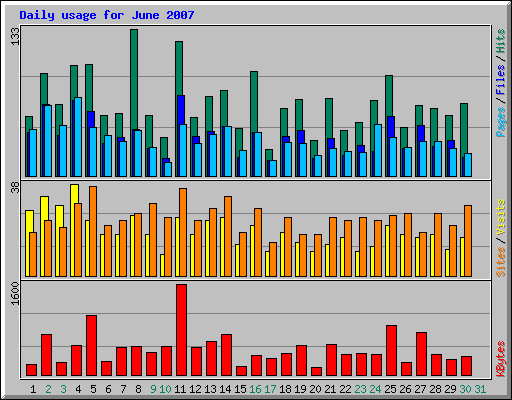 Daily usage for June 2007
133
Pages / Files / Hits
38
Sites / Visits
1600
KBytes
1 2 3 4 5 6 7 8 9 10 11 12 13 14 15 16 17 18 19 20 21 22 23 24 25 26 27 28 29 30 31